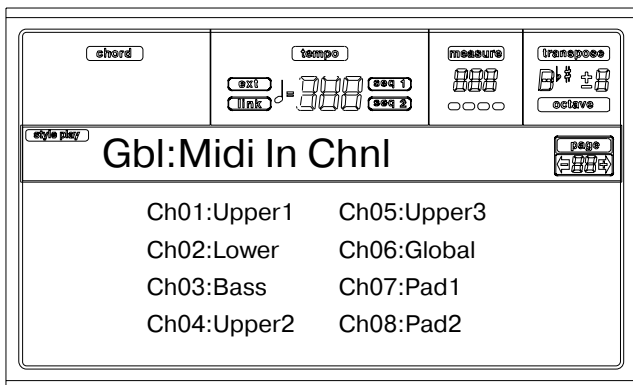 chord tempo measure transpose
ext seq 1
link seq 2 octave
style play
Gbl:Midi In Chnl
page
Ch01:Upper1 Ch05:Upper3
Ch02:Lower Ch06:Global
Ch03:Bass Ch07:Pad1
Ch04:Upper2 Ch08:Pad2